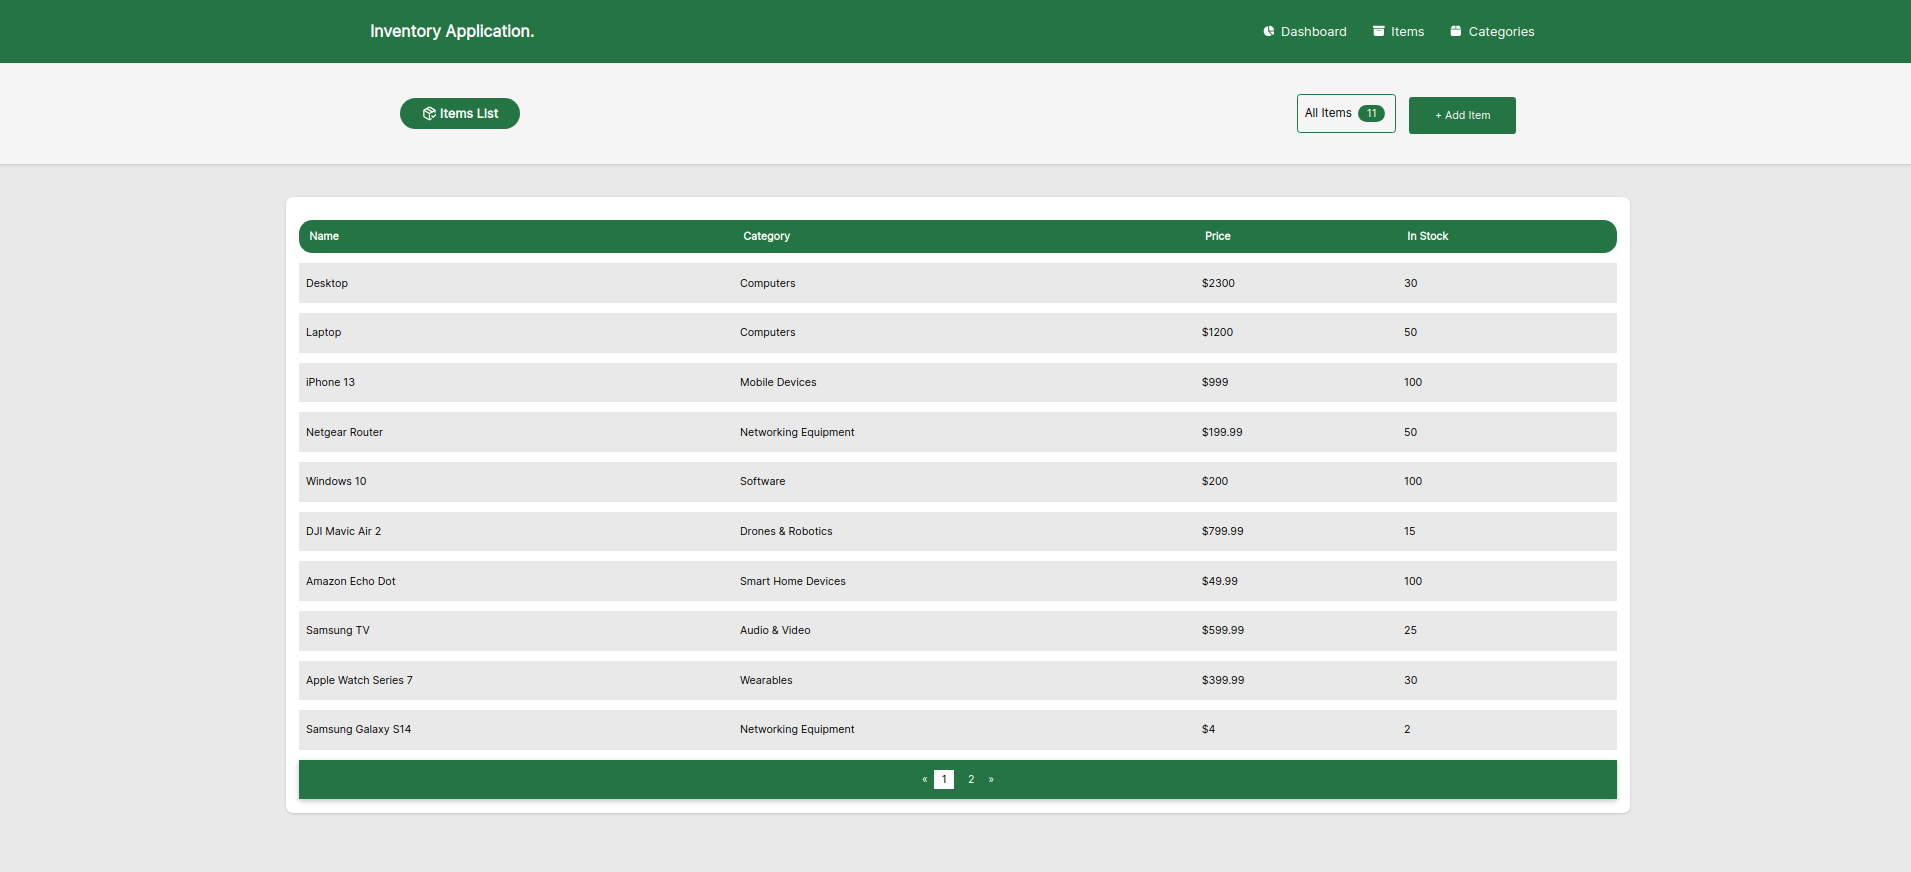 Inventory Application.
Dashboard Items Categories
Items List
All Items 11 + Add Item
Name Category Price In Stock
Desktop Computers $2300 30
Laptop Computers $1200 50
iPhone 13 Mobile Devices $999 100
Netgear Router Networking Equipment $199.99 50
Windows 10 Software $200 100
DJI Mavic Air 2 Drones & Robotics $799.99 15
Amazon Echo Dot Smart Home Devices $49.99 100
Samsung TV Audio & Video $599.99 25
Apple Watch Series 7 Wearables $399.99 30
Samsung Galaxy S14 Networking Equipment $4 2
« 1 2 »